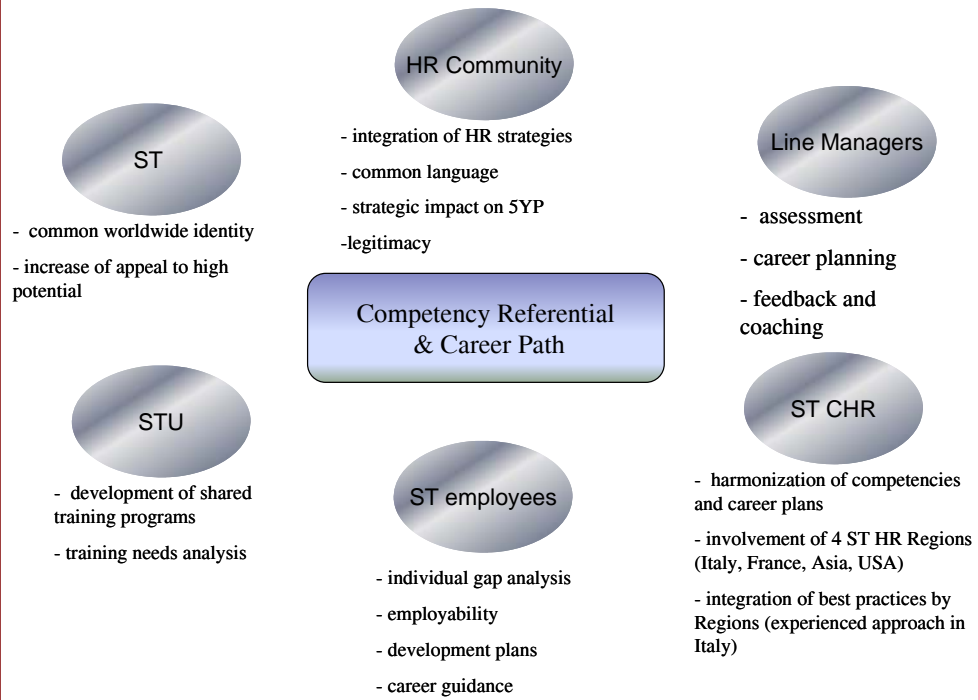 HR Community
- integration of HR strategies
- common language
- strategic impact on 5YP
-legitimacy
ST
- common worldwide identity
- increase of appeal to high
potential
Line Managers
- assessment
- career planning
- feedback and
coaching
Competency Referential
& Career Path
STU
- development of shared
training programs
- training needs analysis
ST employees
- individual gap analysis
- employability
- development plans
- career guidance
ST CHR
- harmonization of competencies
and career plans
- involvement of 4 ST HR Regions
(Italy, France, Asia, USA)
- integration of best practices by
Regions (experienced approach in
Italy)